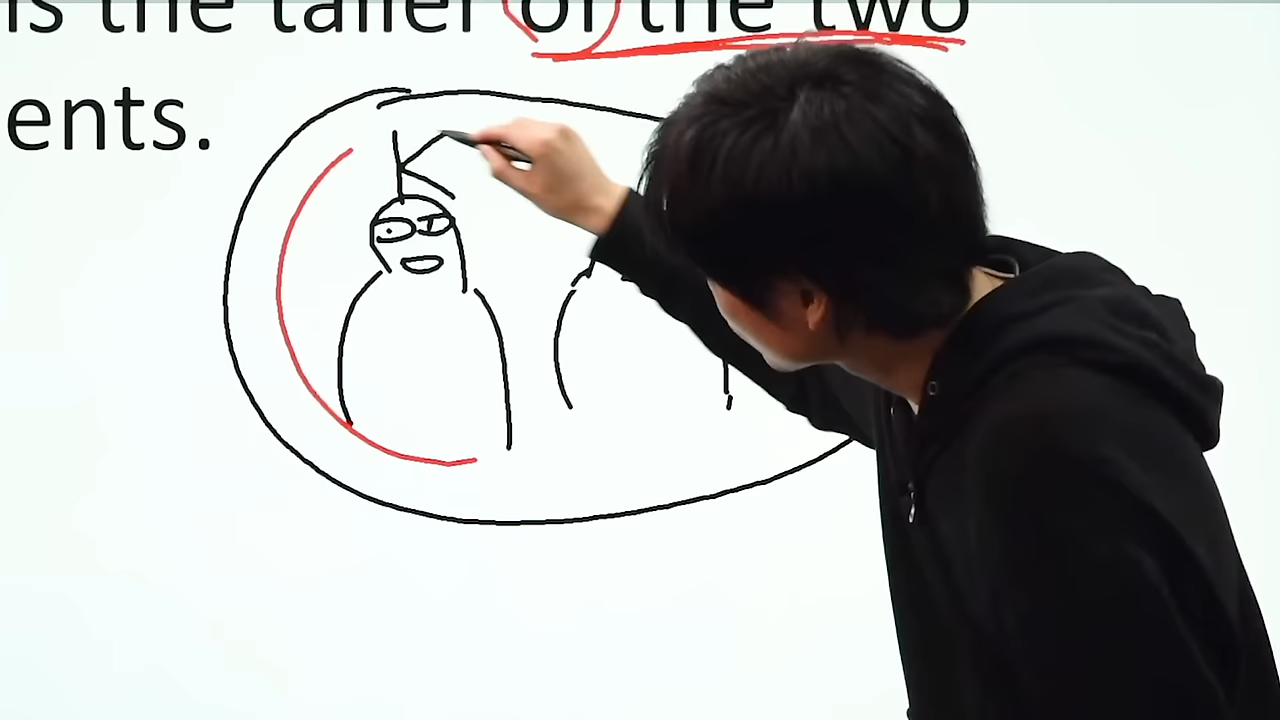 is the taller of the two
ents.
K